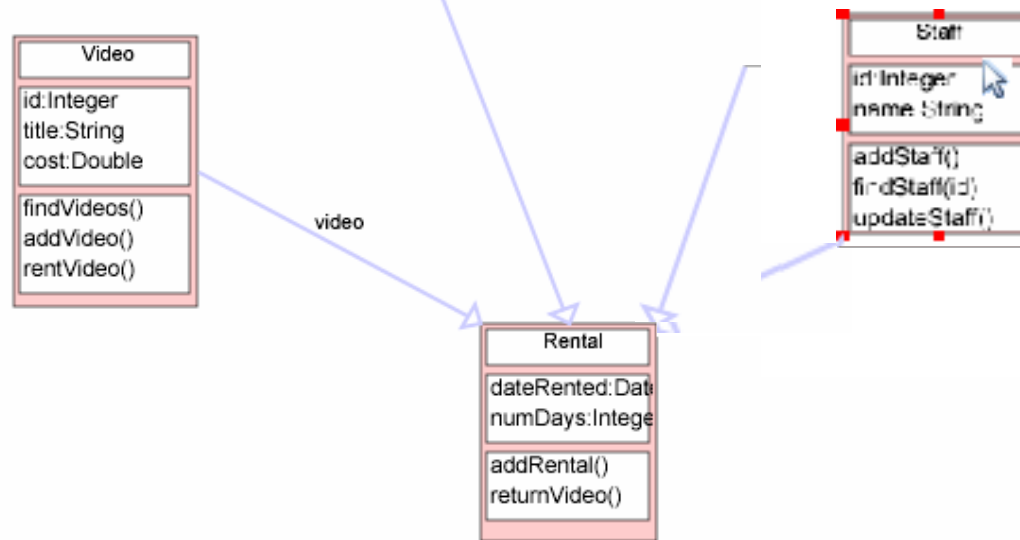 Video
id:Integer
title:String
cost:Double
findVideos()
addVideo()
rentVideo()
video
Staff
id:Integer
name:String
addStaff()
findStaff(id)
updateStaff()
Rental
dateRented:Date
numDays:Intege
addRental()
returnVideo()